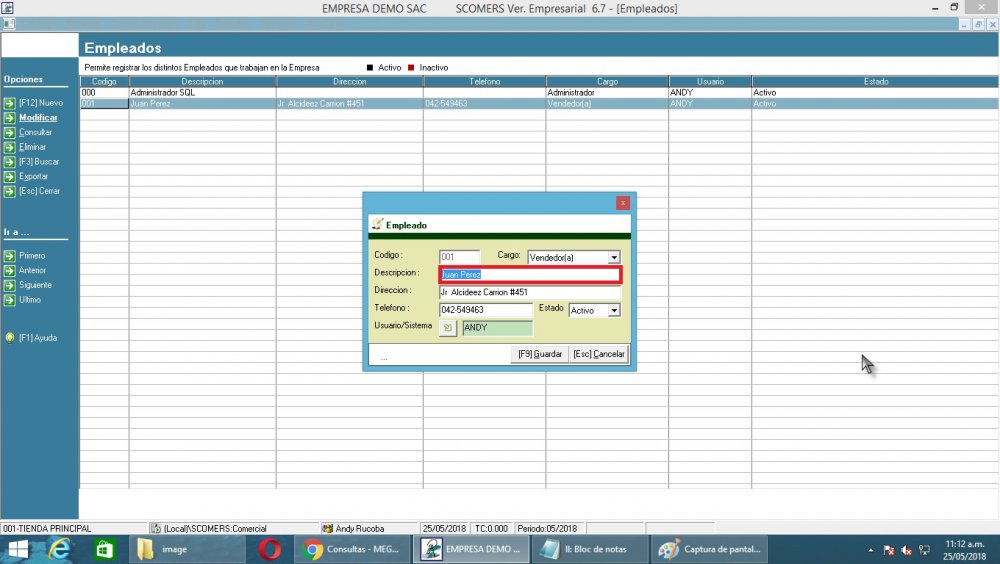 EMPRESA DEMO SAC SCOMERS Ver. Empresarial 6.7 - [Empleados]
Empleados
Permite registrar los distintos Empleados que trabajan en la Empresa Activo Inactivo
Opciones
[F12] Nuevo
Modificar
Consultar
Eliminar
[F3] Buscar
Exportar
[Esc] Cerrar
Ir a ...
Primero
Anterior
Siguiente
Ultimo
[F1] Ayuda
Codigo Descripcion Direccion Telefono Cargo Usuario Estado
000 Administrador SQL Administrador ANDY Activo
001 Juan Perez Jr Alcideez Carrion #451 042-549463 Vendedor(a) ANDY Activo
x
Empleado
Codigo : 001 Cargo: Vendedor(a)
Descripcion : Juan Perez
Direccion : Jr Alcideez Carrion #451
Telefono : 042-549463 Estado Activo
Usuario/Sistema ANDY
... [F9] Guardar [Esc] Cancelar
001-TIENDA PRINCIPAL (Local)\SCOMERS:Comercial Andy Rucoba 25/05/2018 TC:0.000 Periodo:05/2018
image Consultas - MEG... EMPRESA DEMO ... II: Bloc de notas Captura de pantal... 11:12 a.m.
25/05/2018